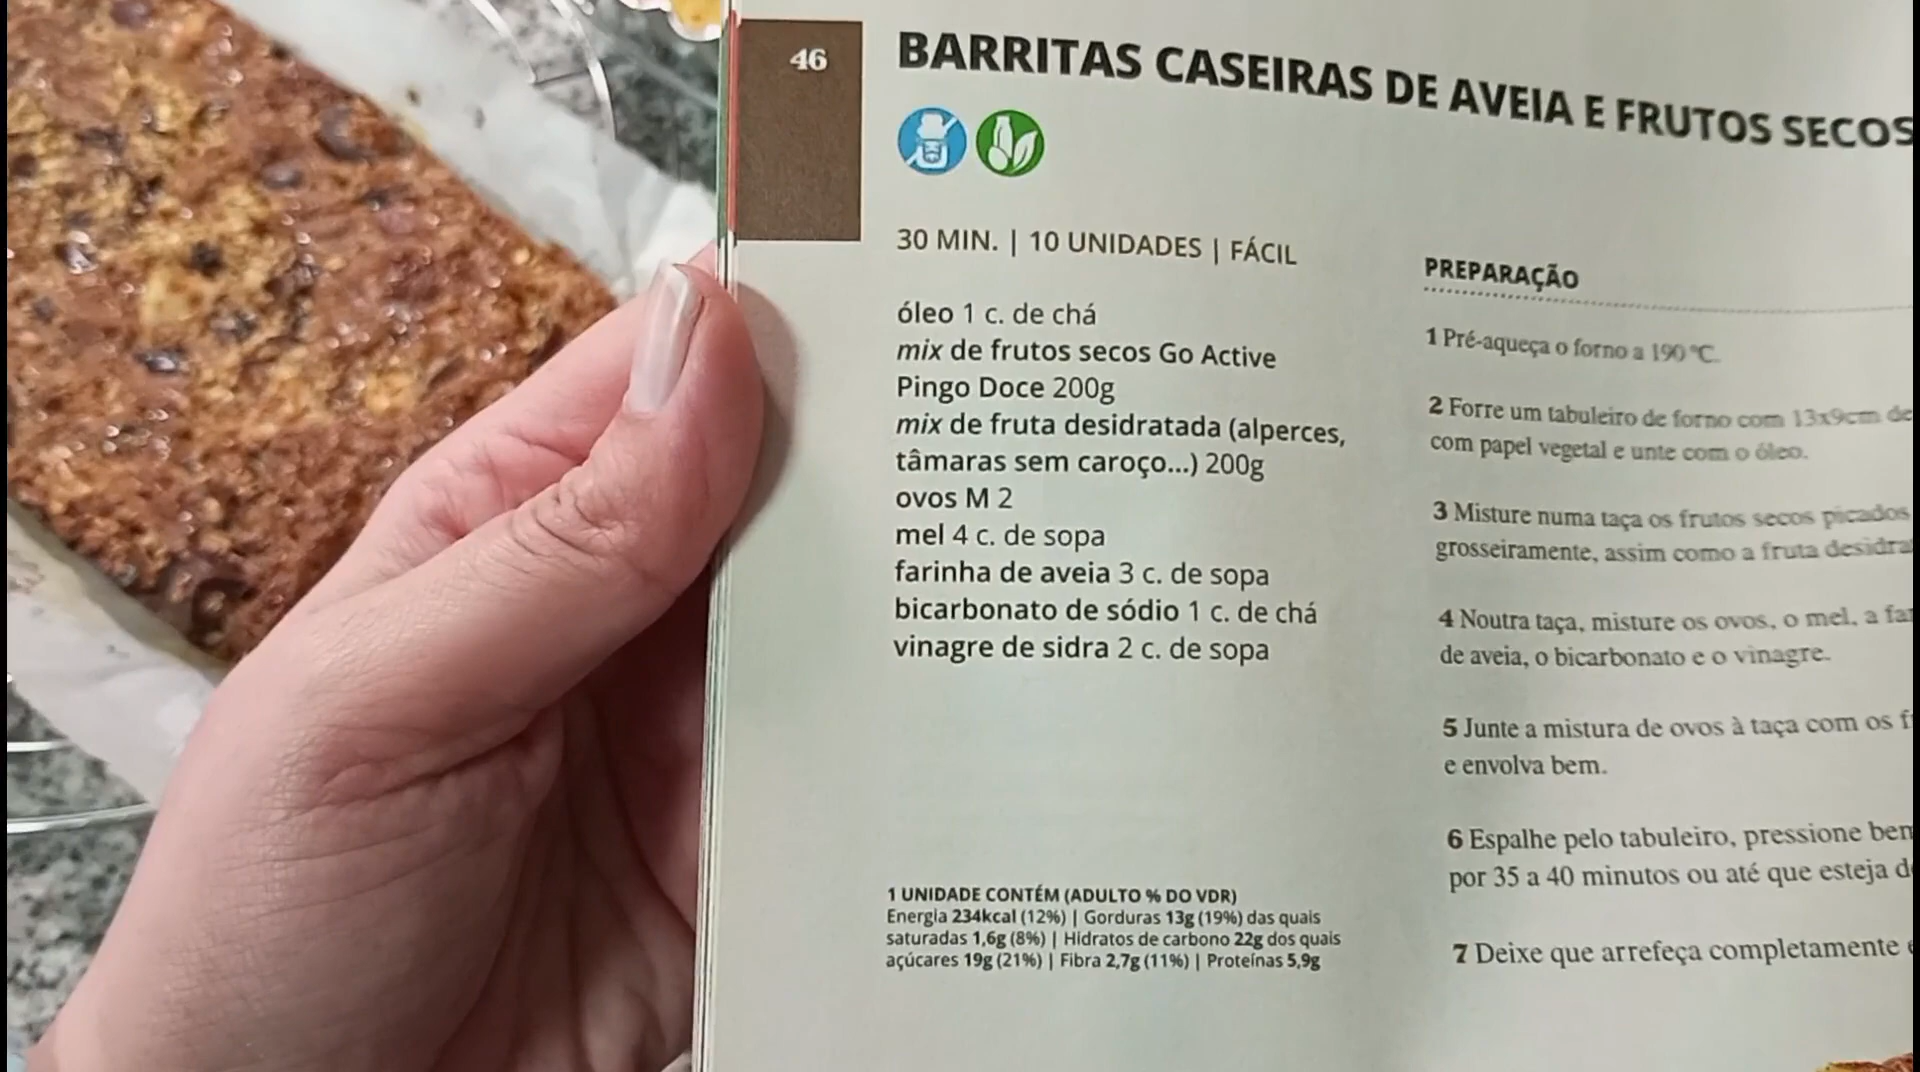 46
BARRITAS CASEIRAS DE AVEIA E FRUTOS SECOS
30 MIN. | 10 UNIDADES | FÁCIL
óleo 1 c. de chá
mix de frutos secos Go Active
Pingo Doce 200g
mix de fruta desidratada (alperces,
tâmaras sem caroço...) 200g
ovos M 2
mel 4 c. de sopa
farinha de aveia 3 c. de sopa
bicarbonato de sódio 1 c. de chá
vinagre de sidra 2 c. de sopa
1 UNIDADE CONTÉM (ADULTO % DO VDR)
Energia 234kcal (12%) | Gorduras 13g (19%) das quais
saturadas 1,6g (8%) | Hidratos de carbono 22g dos quais
açúcares 19g (21%) | Fibra 2,7g (11%) | Proteínas 5,9g
PREPARAÇÃO
1 Pré-aqueça o forno a 190 °C.
2 Forre um tabuleiro de forno com 13x9cm de
com papel vegetal e unte com o óleo.
3 Misture numa taça os frutos secos picados
grosseiramente, assim como a fruta
4 Noutra taça, misture os ovos, o mel, a
de aveia, o bicarbonato e o vinagre.
5 Junte a mistura de ovos à taça com os
e envolva bem.
6 Espalhe pelo tabuleiro, pressione
por 35 a 40 minutos ou até que esteja
7 Deixe que arrefeça completamente